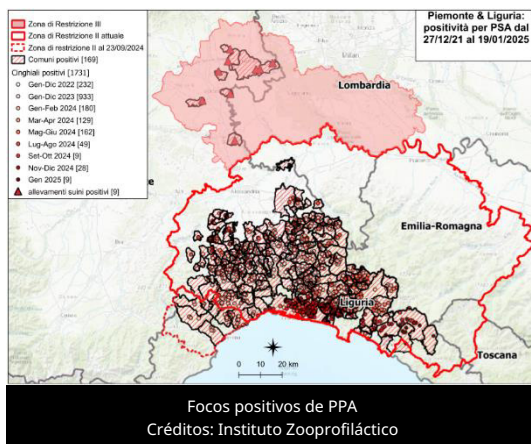 Zona di Restrizione III
Zona di Restrizione II attuale
Zona di restrizione II al 23/09/2024
Comuni positivi [169]
Cinghiali positivi [1731]
Gen-Dic 2022 [232]
Gen-Dic 2023 [933]
Gen-Feb 2024 [180]
Mar-Apr 2024 [129]
Mag-Giu 2024 [162]
Lug-Ago 2024 [49]
Set-Ott 2024 [9]
Nov-Dic 2024 [28]
Gen 2025 [9]
allevamenti suini positivi [9]
Piemonte & Liguria:
positività per PSA dal
27/12/21 al 19/01/2025
Lombardia
Emilia-Romagna
Liguria
Toscana
0 10 20 km
Focos positivos de PPA
Créditos: Instituto Zooprofiláctico